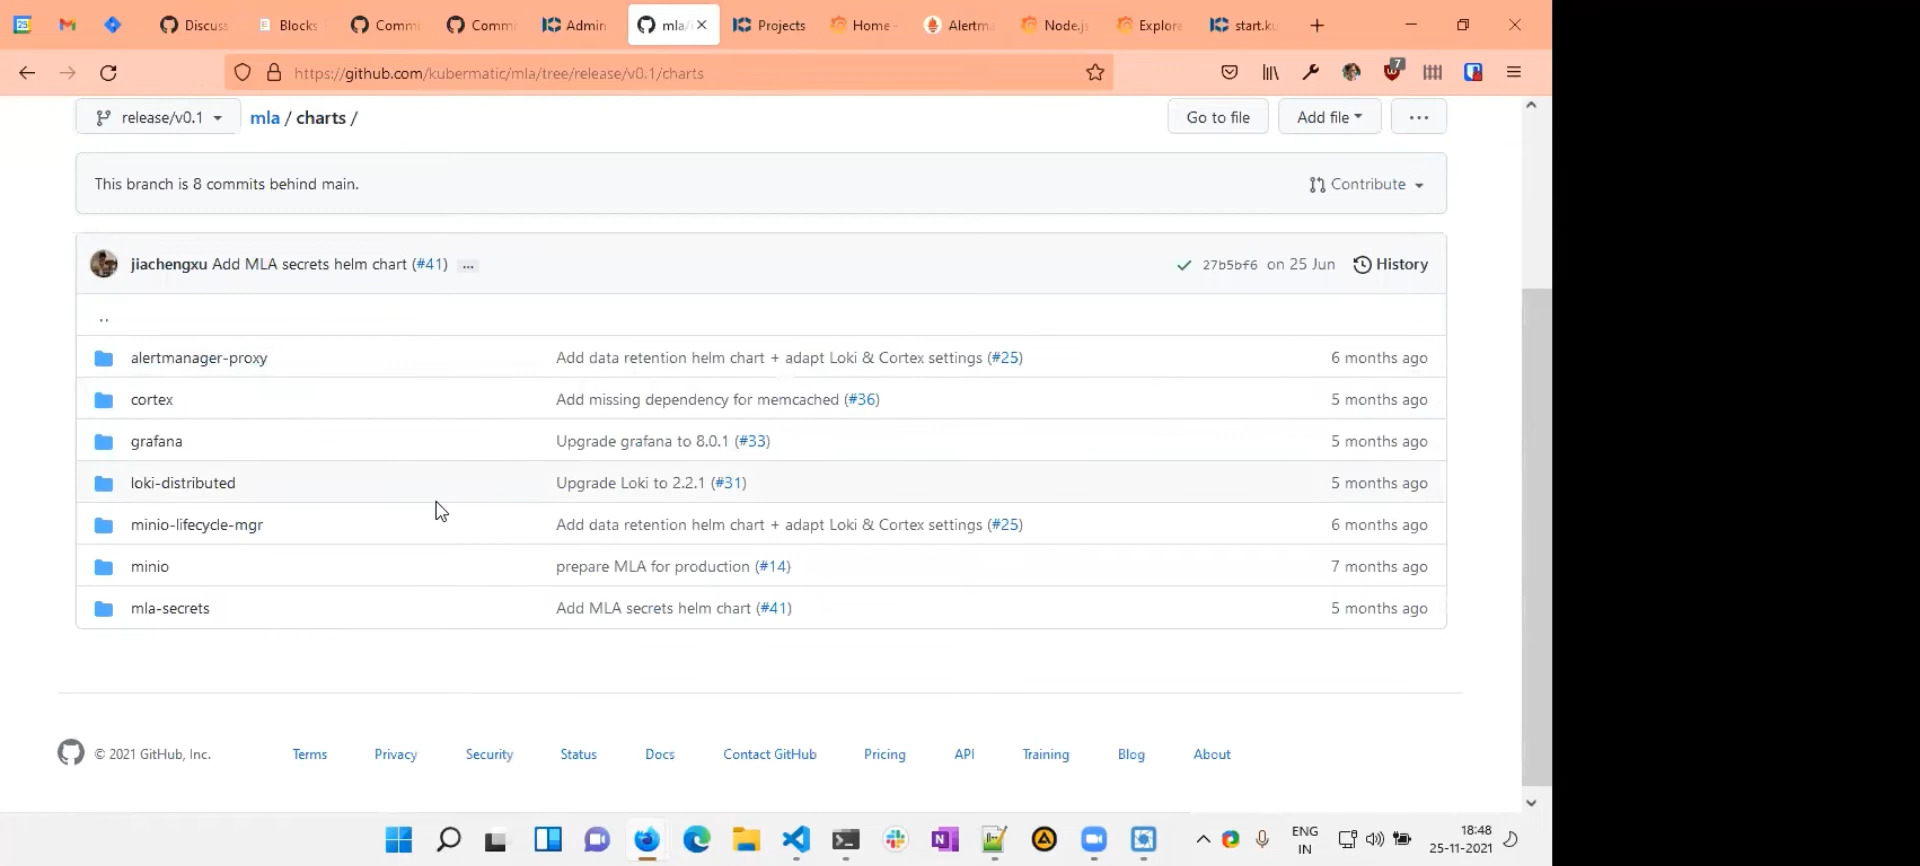 Discuss Blocks Commi Commi Admin mla/ Projects Home - Alertma Node.js Explore start.ku
https://github.com/kubermatic/mla/tree/release/v0.1/charts
7
release/v0.1 mla / charts / Go to file Add file ...
This branch is 8 commits behind main. Contribute
jiachengxu Add MLA secrets helm chart (#41) ... 27b5bf6 on 25 Jun History
..
alertmanager-proxy Add data retention helm chart + adapt Loki & Cortex settings (#25) 6 months ago
cortex Add missing dependency for memcached (#36) 5 months ago
grafana Upgrade grafana to 8.0.1 (#33) 5 months ago
loki-distributed Upgrade Loki to 2.2.1 (#31) 5 months ago
minio-lifecycle-mgr Add data retention helm chart + adapt Loki & Cortex settings (#25) 6 months ago
minio prepare MLA for production (#14) 7 months ago
mla-secrets Add MLA secrets helm chart (#41) 5 months ago
© 2021 GitHub, Inc. Terms Privacy Security Status Docs Contact GitHub Pricing API Training Blog About
ENG 18:48
IN 25-11-2021